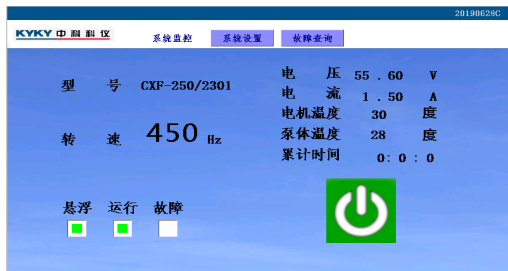 20190628C
KYKY 中科科仪
系统监控 系统设置 故障查询
型 号 CXF-250/2301
转 速 450 Hz
电 压 55 . 60 V
电 流 1 . 50 A
电机温度 30 度
泵体温度 28 度
累计时间 0: 0 : 0
悬浮 运行 故障